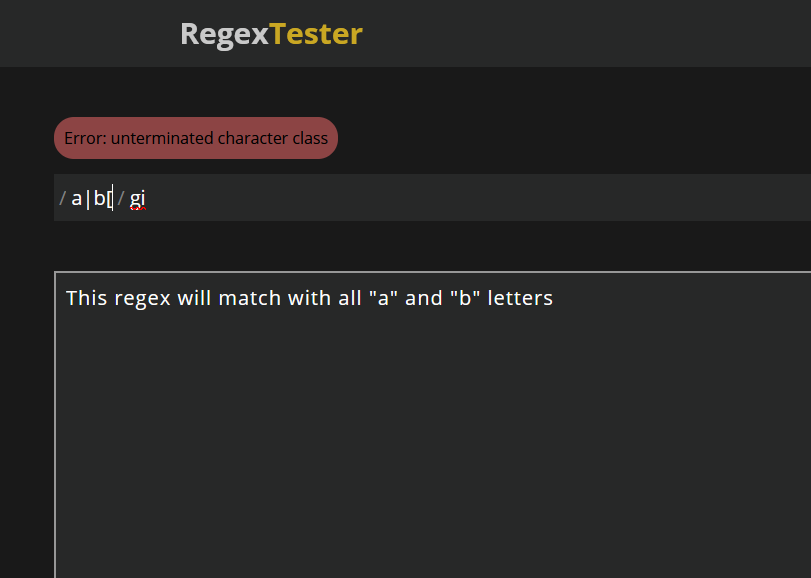 RegexTester
Error: unterminated character class
/ a|b[ / gi
This regex will match with all "a" and "b" letters